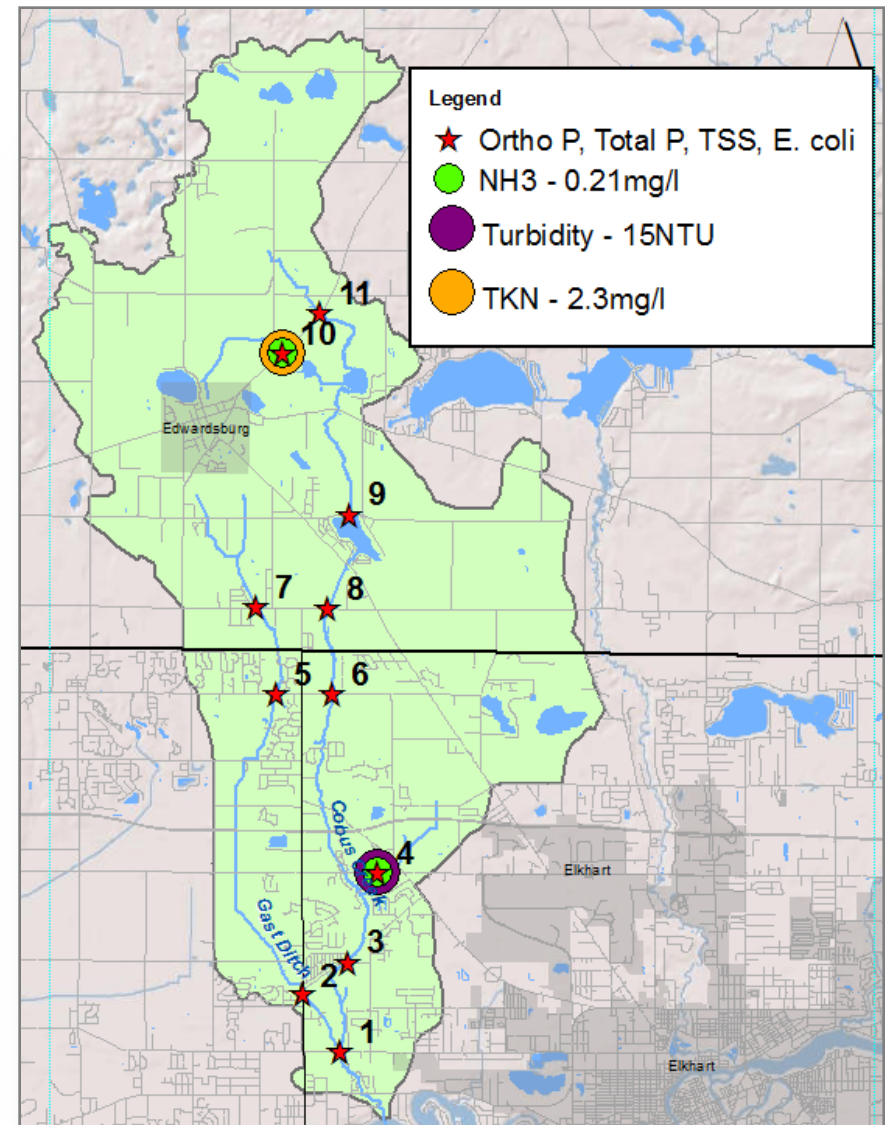 Legend
Ortho P, Total P, TSS, E. coli
NH3 - 0.21mg/l
Turbidity - 15NTU
TKN - 2.3mg/l
11
10
Edwardsburg
9
7
8
5
6
Cobus
4
Elkhart
Gast Ditch
3
2
1
Elkhart